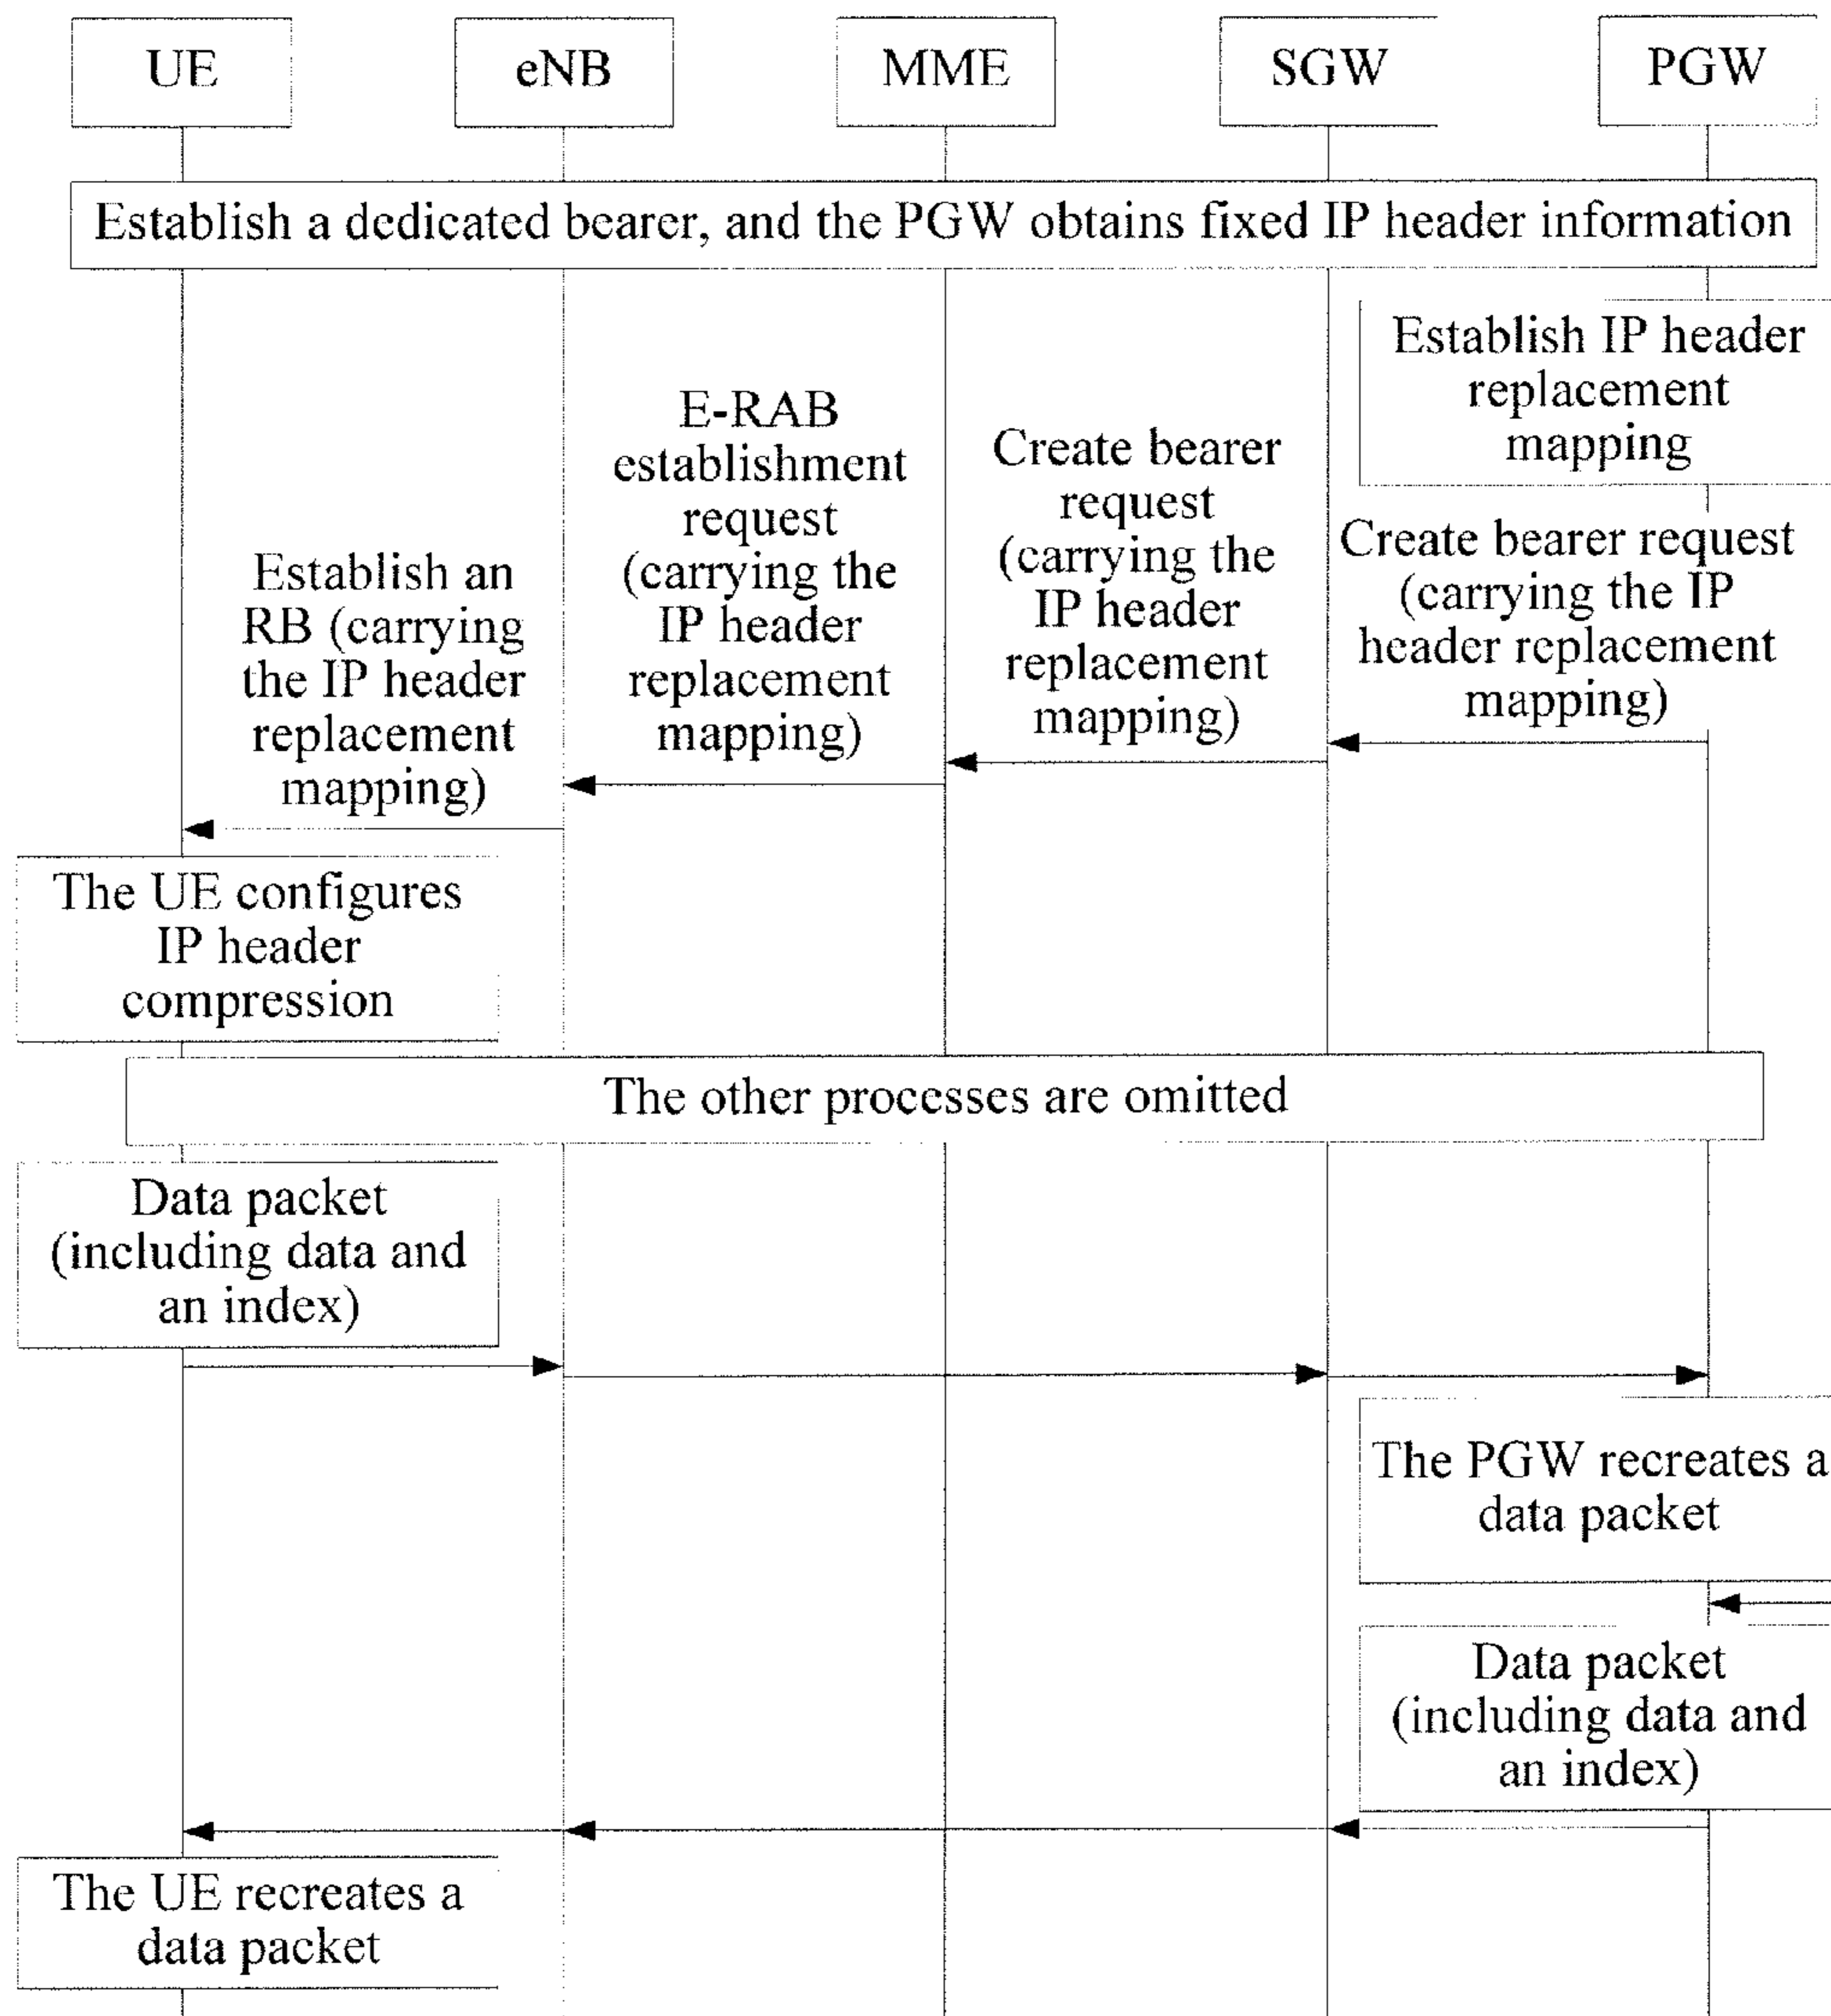 UE
eNB
MME
SGW
PGW
Establish a dedicated bearer, and the PGW obtains fixed IP header information
Establish IP header
replacement
mapping
Create bearer request
(carrying the IP
header replacement
mapping)
Create bearer
request
(carrying the
IP header
replacement
mapping)
E-RAB
establishment
request
(carrying the
IP header
replacement
mapping)
Establish an
RB (carrying
the IP header
replacement
mapping)
The UE configures
IP header
compression
The other processes are omitted
Data packet
(including data and
an index)
The PGW recreates a
data packet
Data packet
(including data and
an index)
The UE recreates a
data packet